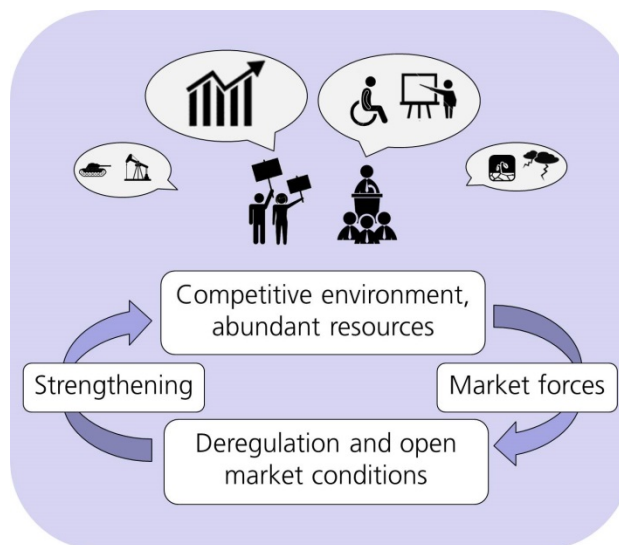 Competitive environment,
abundant resources
Strengthening
Market forces
Deregulation and open
market conditions